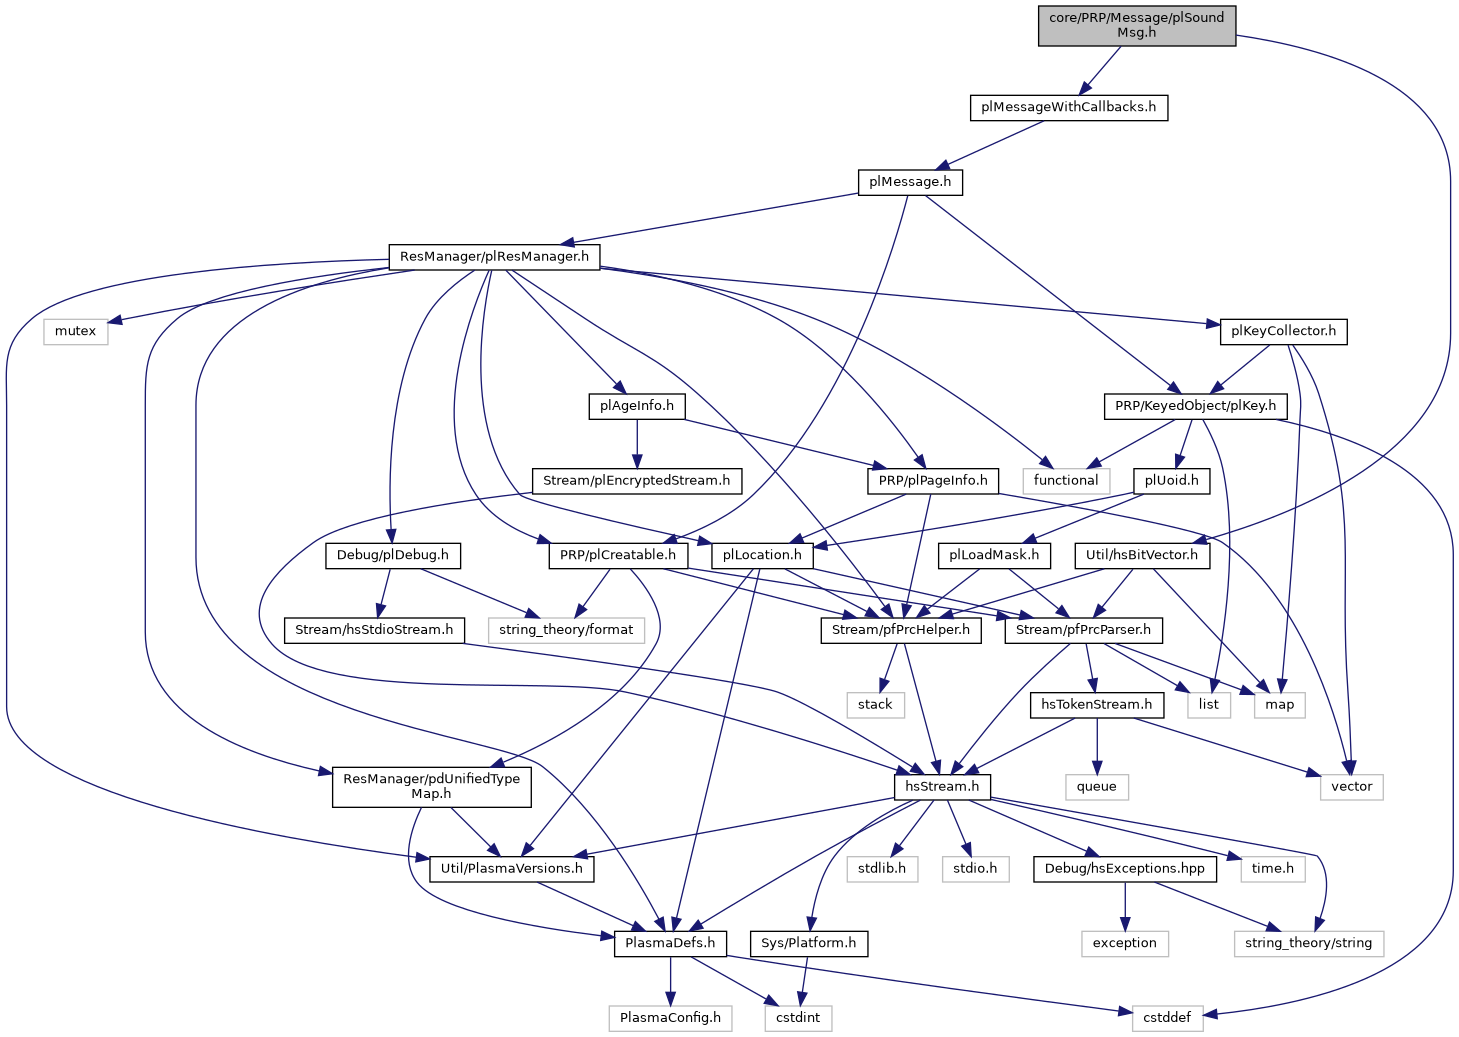 core/PRP/Message/plSound
Msg.h
plMessageWithCallbacks.h
plMessage.h
ResManager/plResManager.h
mutex
plKeyCollector.h
plAgeInfo.h
PRP/KeyedObject/plKey.h
Stream/plEncryptedStream.h
PRP/plPageInfo.h
functional
plUoid.h
Debug/plDebug.h
PRP/plCreatable.h
plLocation.h
plLoadMask.h
Util/hsBitVector.h
Stream/hsStdioStream.h
string_theory/format
Stream/pfPrcHelper.h
Stream/pfPrcParser.h
stack
hsTokenStream.h
list
map
ResManager/pdUnifiedType
Map.h
hsStream.h
queue
vector
Util/PlasmaVersions.h
stdlib.h
stdio.h
Debug/hsExceptions.hpp
time.h
PlasmaDefs.h
Sys/Platform.h
exception
string_theory/string
PlasmaConfig.h
cstdint
cstddef